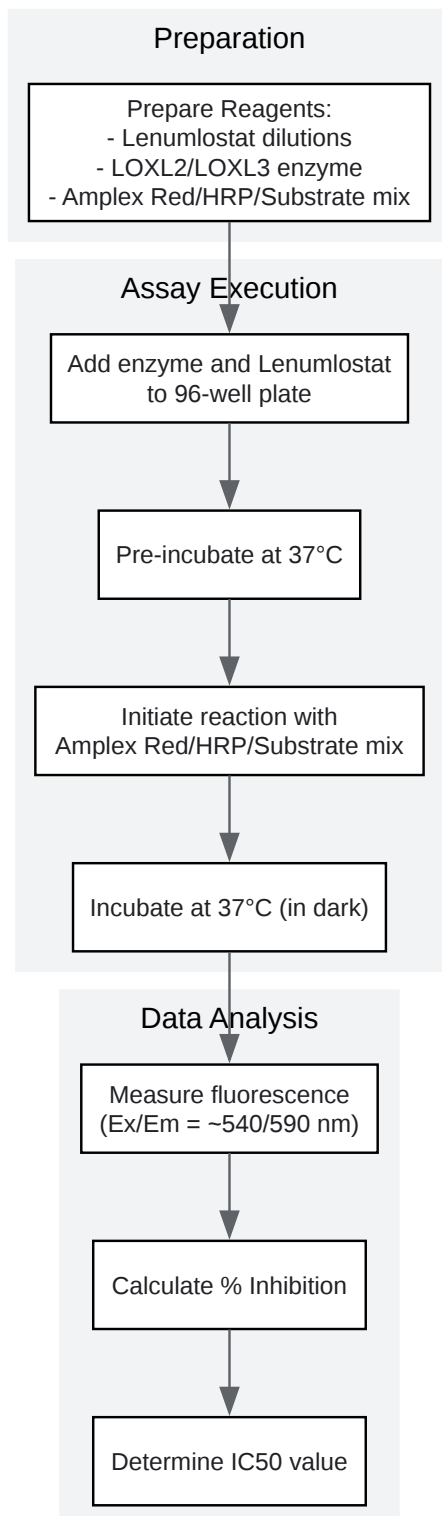 Preparation
Prepare Reagents:
- Lenumlostat dilutions
- LOXL2/LOXL3 enzyme
- Amplex Red/HRP/Substrate mix
Assay Execution
Add enzyme and Lenumlostat
to 96-well plate
Pre-incubate at 37°C
Initiate reaction with
Amplex Red/HRP/Substrate mix
Incubate at 37°C (in dark)
Data Analysis
Measure fluorescence
(Ex/Em = ~540/590 nm)
Calculate % Inhibition
Determine IC50 value